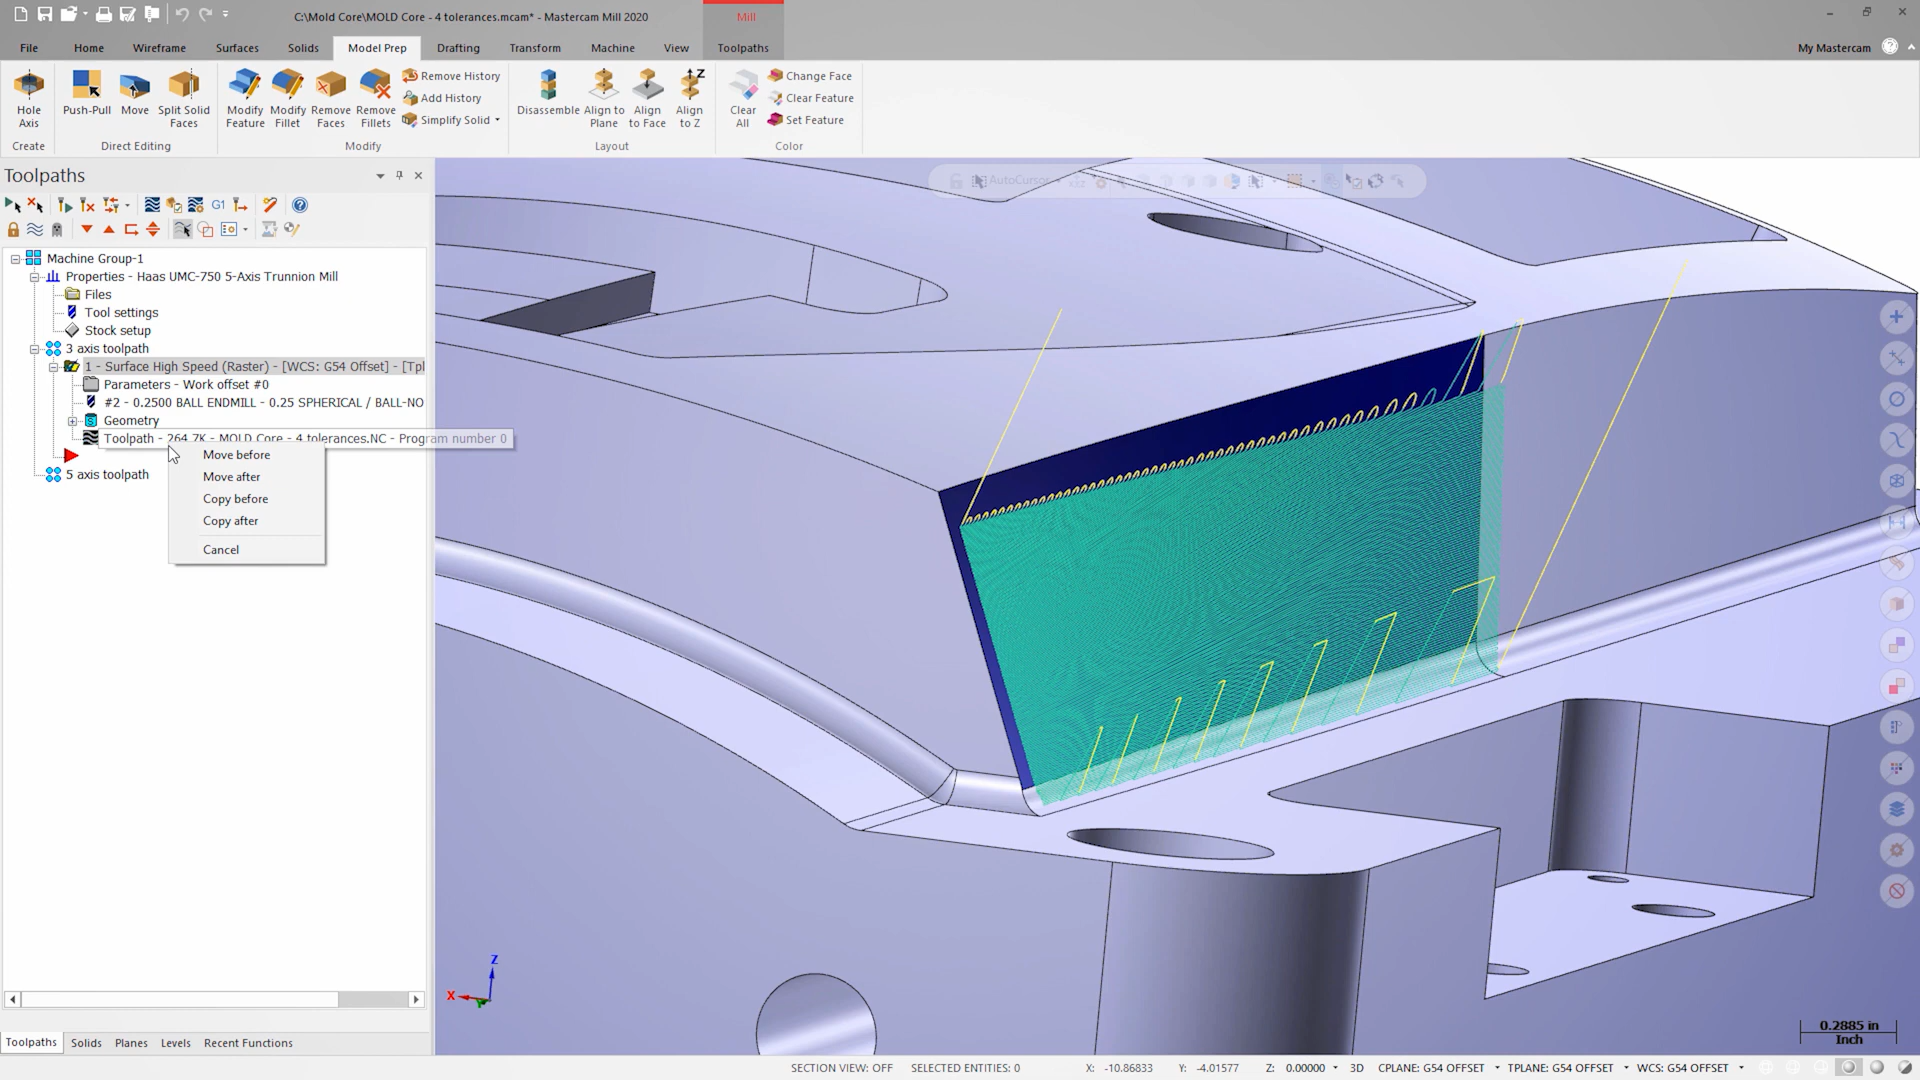 C:\Mold Core\MOLD Core - 4 tolerances.mcam* - Mastercam Mill 2020
Mill
File
Home
Wireframe
Surfaces
Solids
Model Prep
Drafting
Transform
Machine
View
Toolpaths
My Mastercam
Hole Axis
Push-Pull
Move
Split Solid Faces
Modify Feature
Modify Fillet
Remove Faces
Remove Fillets
Remove History
Add History
Simplify Solid
Disassemble
Align to Plane
Align to Face
Align to Z
Clear All
Change Face
Clear Feature
Set Feature
Create
Direct Editing
Modify
Layout
Color
Toolpaths
AutoCursor
G1
Machine Group-1
Properties - Haas UMC-750 5-Axis Trunnion Mill
Files
Tool settings
Stock setup
3 axis toolpath
1 - Surface High Speed (Raster) - [WCS: G54 Offset] - [Tpl
Parameters - Work offset #0
#2 - 0.2500 BALL ENDMILL - 0.25 SPHERICAL / BALL-NO
Geometry
Toolpath - 264.7K - MOLD Core - 4 tolerances.NC - Program number 0
Move before
5 axis toolpath
Move after
Copy before
Copy after
Cancel
Z
X
0.2885 in
Inch
Toolpaths
Solids
Planes
Levels
Recent Functions
SECTION VIEW: OFF
SELECTED ENTITIES: 0
X: -10.86833
Y: -4.01577
Z: 0.00000
3D
CPLANE: G54 OFFSET
TPLANE: G54 OFFSET
WCS: G54 OFFSET